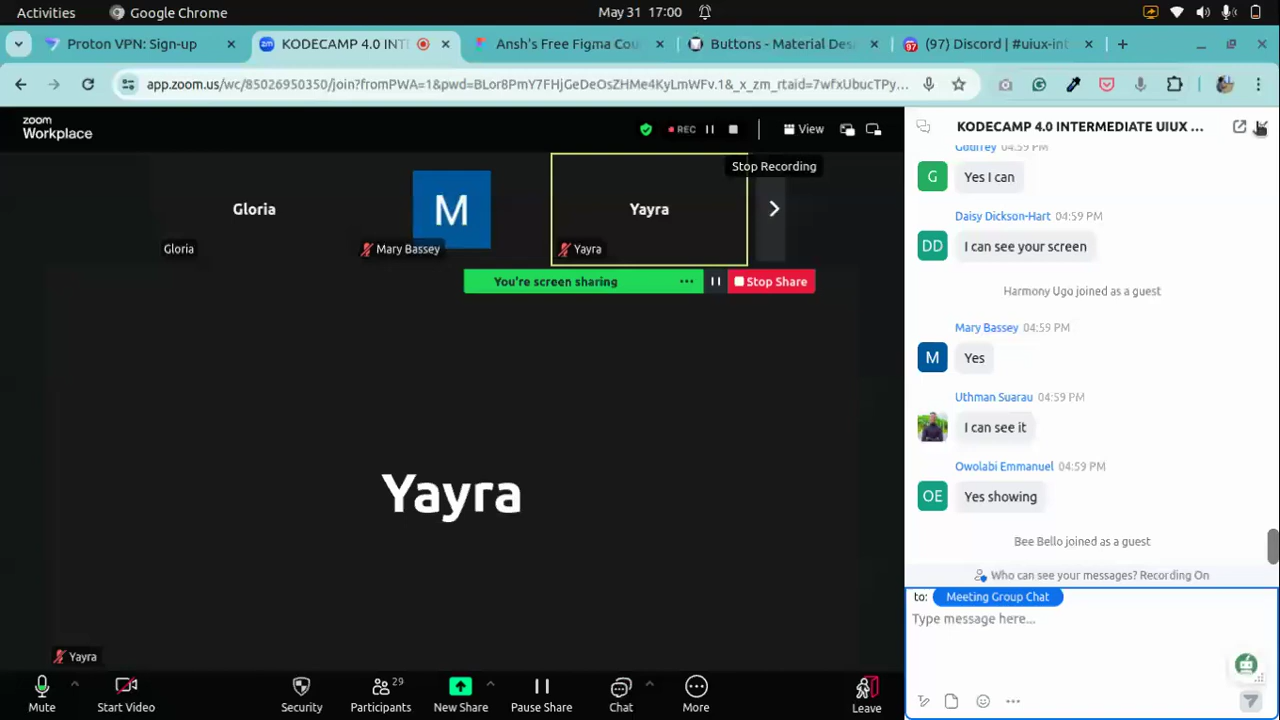 Activities
Google Chrome
May 31 17:00
Proton VPN: Sign-up
KODECAMP 4.0 INTE
Ansh's Free Figma Cou
Buttons - Material Des
97
(97) Discord | #uiux-int
app.zoom.us/wc/85026950350/join?fromPWA=1&pwd=BLor8PmY7FHjGeDeOsZHMe4KyLmWFv.1&_x_zm_rtaid=7wfxUbucTPy...
zoom
Workplace
REC
View
Stop Recording
Gloria
Gloria
M
Mary Bassey
Yayra
Yayra
You're screen sharing
Stop Share
Yayra
Yayra
Mute
Start Video
Security
29
Participants
New Share
Pause Share
Chat
More
Leave
KODECAMP 4.0 INTERMEDIATE UIUX ...
Godfrey 04:59 PM
G
Yes I can
Daisy Dickson-Hart 04:59 PM
DD
I can see your screen
Harmony Ugo joined as a guest
Mary Bassey 04:59 PM
M
Yes
Uthman Suarau 04:59 PM
I can see it
Owolabi Emmanuel 04:59 PM
OE
Yes showing
Bee Bello joined as a guest
Who can see your messages? Recording On
to: Meeting Group Chat
Type message here...